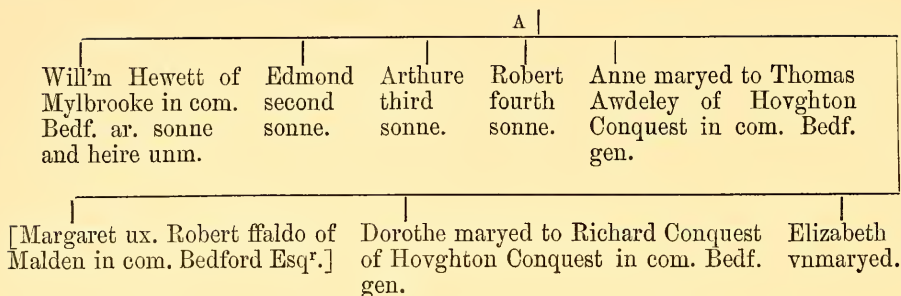 A
Will'm Hewett of
Mylbrooke in com.
Bedf. ar. sonne
and heire unm.
Edmond
second
sonne.
Arthure
third
sonne.
Robert
fourth
sonne.
Anne maryed to Thomas
Awdeley of Hovghton
Conquest in com. Bedf.
gen.
[Margaret ux. Robert ffaldo of
Malden in com. Bedford Esqʳ.]
Dorothe maryed to Richard Conquest
of Hovghton Conquest in com. Bedf.
gen.
Elizabeth
vnmaryed.